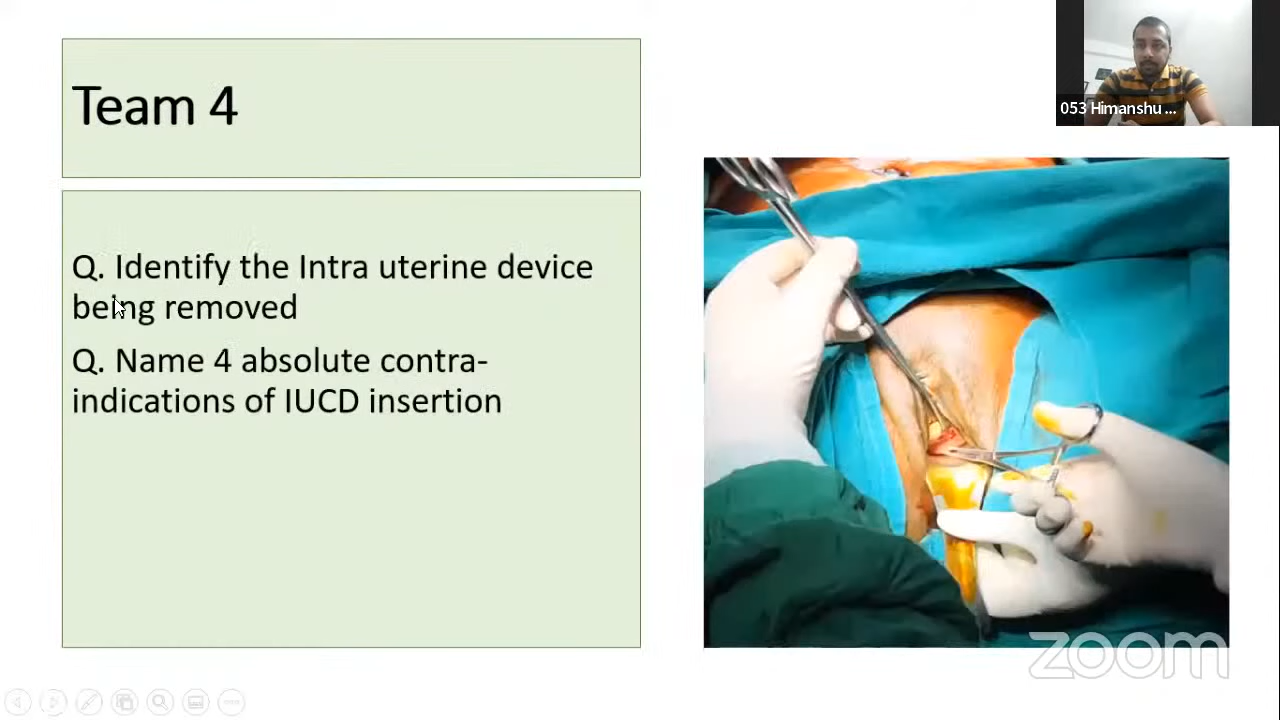 Team 4
053 Himanshu ...
Q. Identify the Intra uterine device
being removed
Q. Name 4 absolute contra-
indications of IUCD insertion
zoom